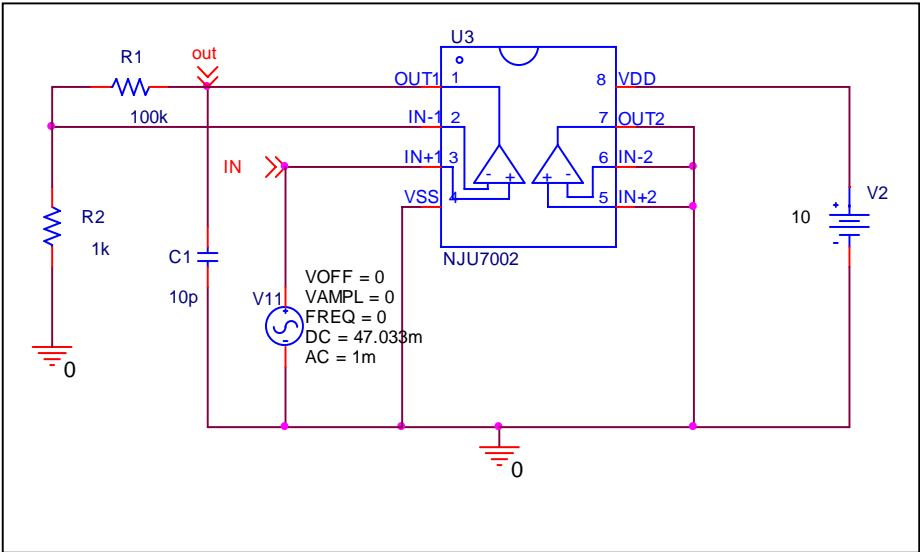 U3
R1
out
100k
OUT1
1
8
VDD
IN-1
2
7
OUT2
IN
IN+1
3
6
IN-2
VSS
4
5
IN+2
-
+
+
-
NJU7002
R2
1k
C1
10p
V11
+
-
VOFF = 0
VAMPL = 0
FREQ = 0
DC = 47.033m
AC = 1m
V2
10
+
-
0
0